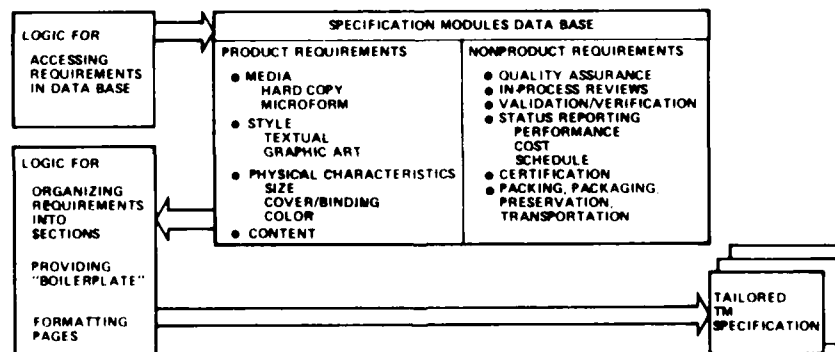 LOGIC FOR
ACCESSING
REQUIREMENTS
IN DATA BASE
SPECIFICATION MODULES DATA BASE
PRODUCT REQUIREMENTS
● MEDIA
HARD COPY
MICROFORM
● STYLE
TEXTUAL
GRAPHIC ART
● PHYSICAL CHARACTERISTICS
SIZE
COVER/BINDING
COLOR
● CONTENT
NONPRODUCT REQUIREMENTS
● QUALITY ASSURANCE
● IN-PROCESS REVIEWS
● VALIDATION/VERIFICATION
● STATUS REPORTING
PERFORMANCE
COST
SCHEDULE
● CERTIFICATION
● PACKING, PACKAGING,
PRESERVATION,
TRANSPORTATION
LOGIC FOR
ORGANIZING
REQUIREMENTS
INTO
SECTIONS
PROVIDING
"BOILERPLATE"
FORMATTING
PAGES
TAILORED
TM
SPECIFICATION